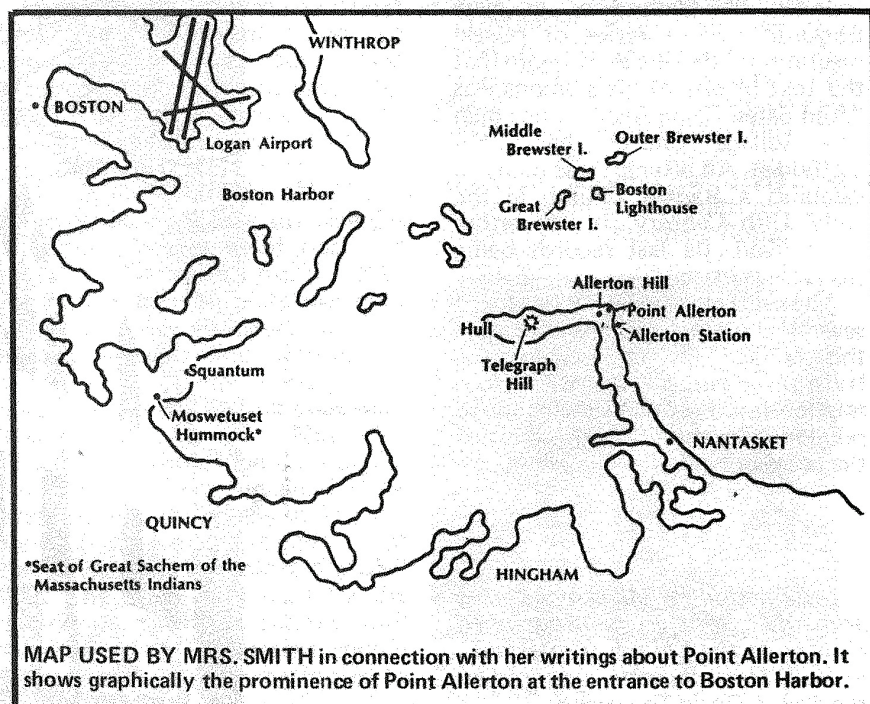 WINTHROP
BOSTON
Logan Airport
Boston Harbor
Middle
Brewster I.
Outer Brewster I.
Great
Brewster I.
Boston
Lighthouse
Allerton Hill
Point Allerton
Allerton Station
Hull
Telegraph
Hill
Squantum
Moswetuset
Hummock*
NANTASKET
QUINCY
HINGHAM
*Seat of Great Sachem of the
Massachusetts Indians
MAP USED BY MRS. SMITH in connection with her writings about Point Allerton. It
shows graphically the prominence of Point Allerton at the entrance to Boston Harbor.